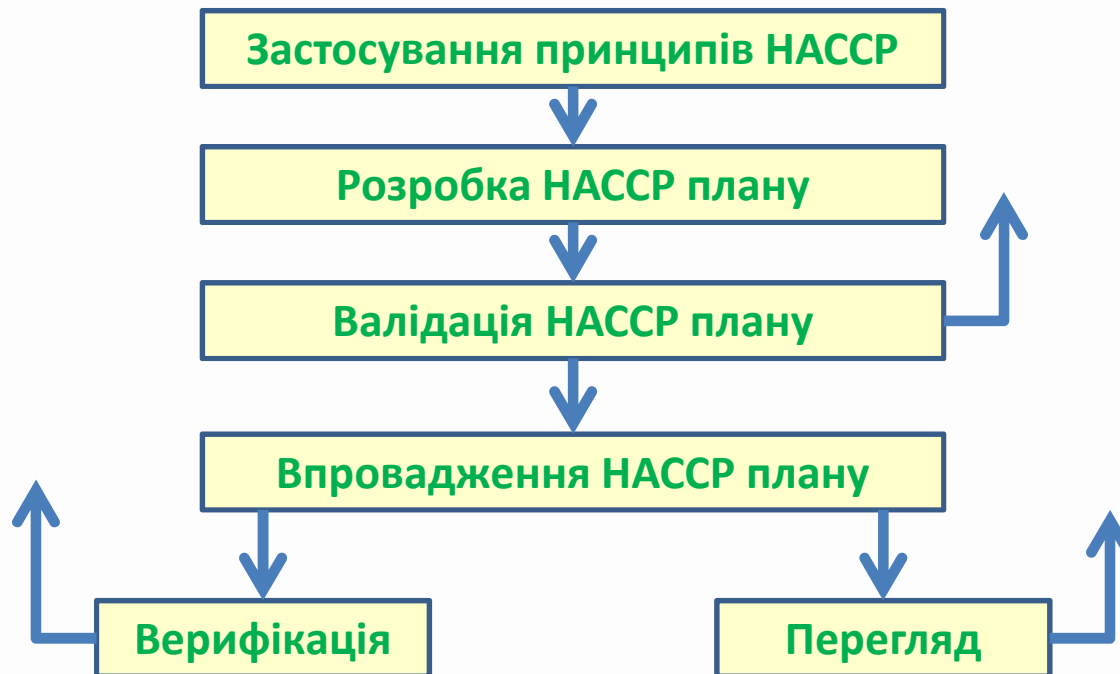 Застосування принципів НАССР
Розробка НАССР плану
Валідація НАССР плану
Впровадження НАССР плану
Верифікація
Перегляд